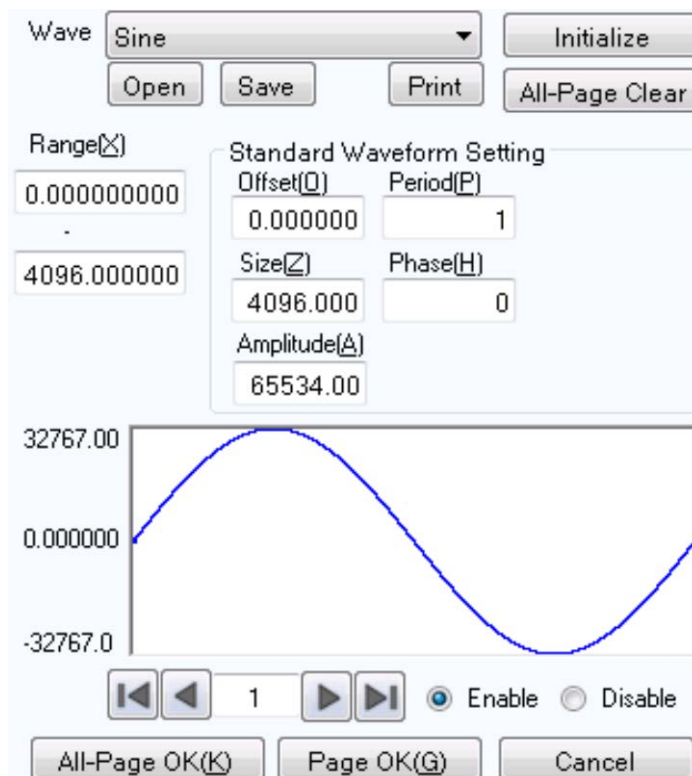 Wave Sine Initialize
Open Save Print All-Page Clear
Range(X) Standard Waveform Setting
Offset(O) Period(P)
0.000000000 0.000000 1
-
Size(Z) Phase(H)
4096.000000 4096.000 0
Amplitude(A)
65534.00
32767.00
0.000000
-32767.0
1 Enable Disable
All-Page OK(K) Page OK(G) Cancel